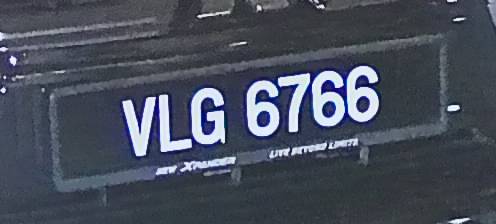 VLG 6766
NEW XPANDER LIVE BEYOND LIMITS